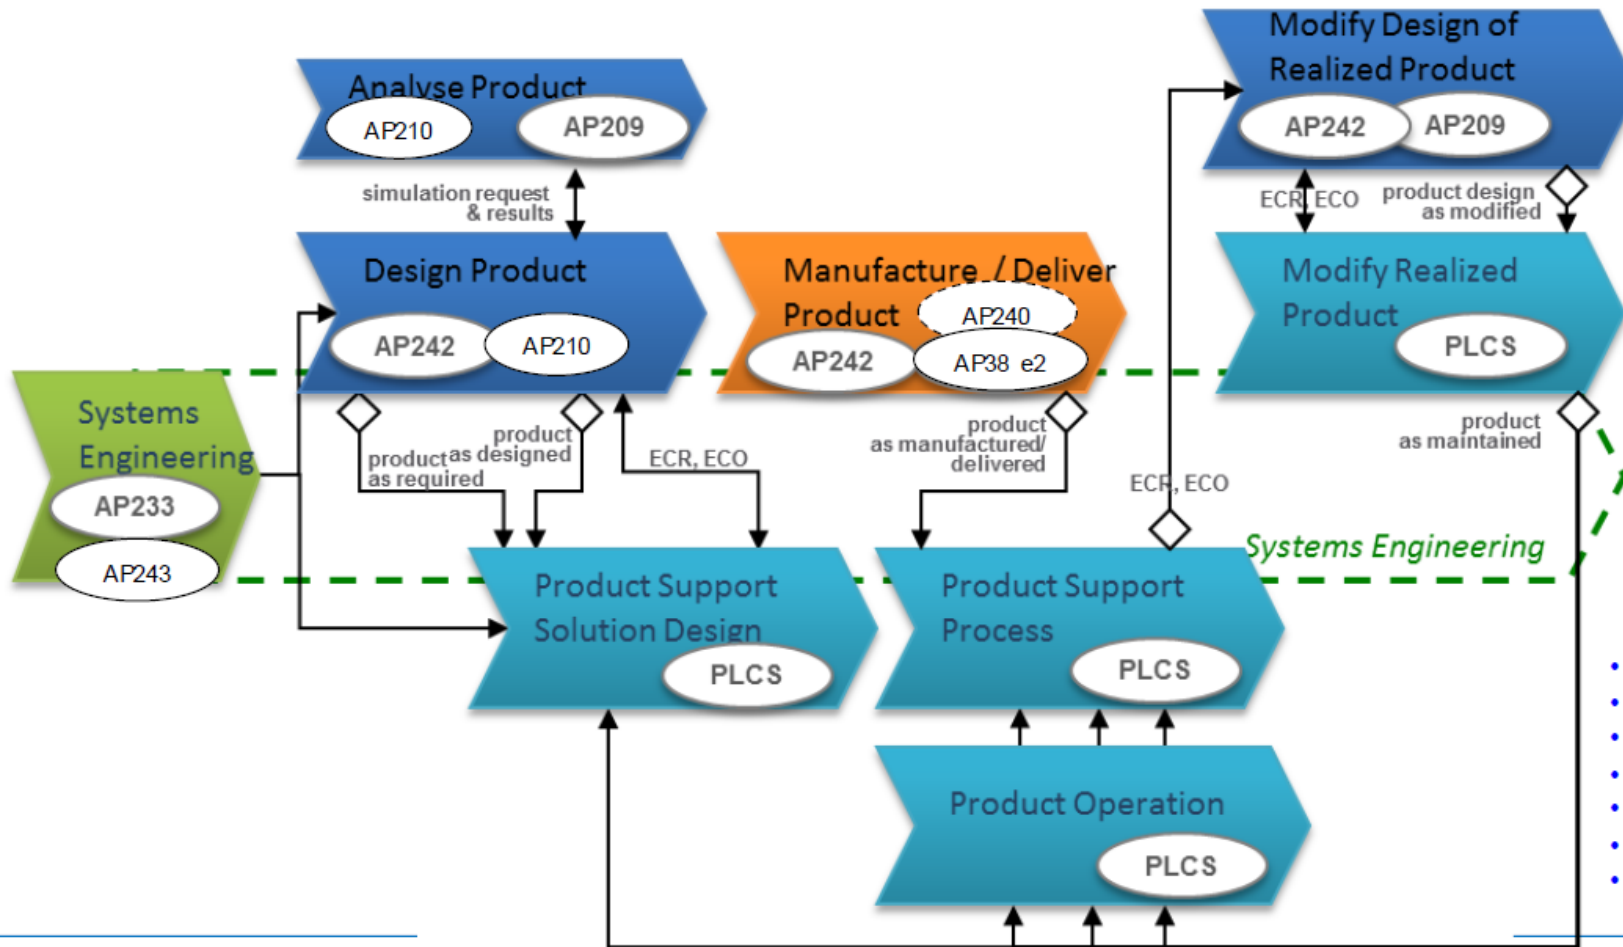 Modify Design of
Realized Product
AP242
AP209
Analyse Product
AP210
AP209
simulation request
& results
ECR, ECO
product design
as modified
Design Product
AP242
AP210
Manufacture / Deliver
Product
AP240
AP242
AP38 e2
Modify Realized
Product
PLCS
Systems
Engineering
AP233
AP243
product
as required
product
as designed
ECR, ECO
product
as manufactured/
delivered
ECR, ECO
product
as maintained
Systems Engineering
Product Support
Solution Design
PLCS
Product Support
Process
PLCS
Product Operation
PLCS